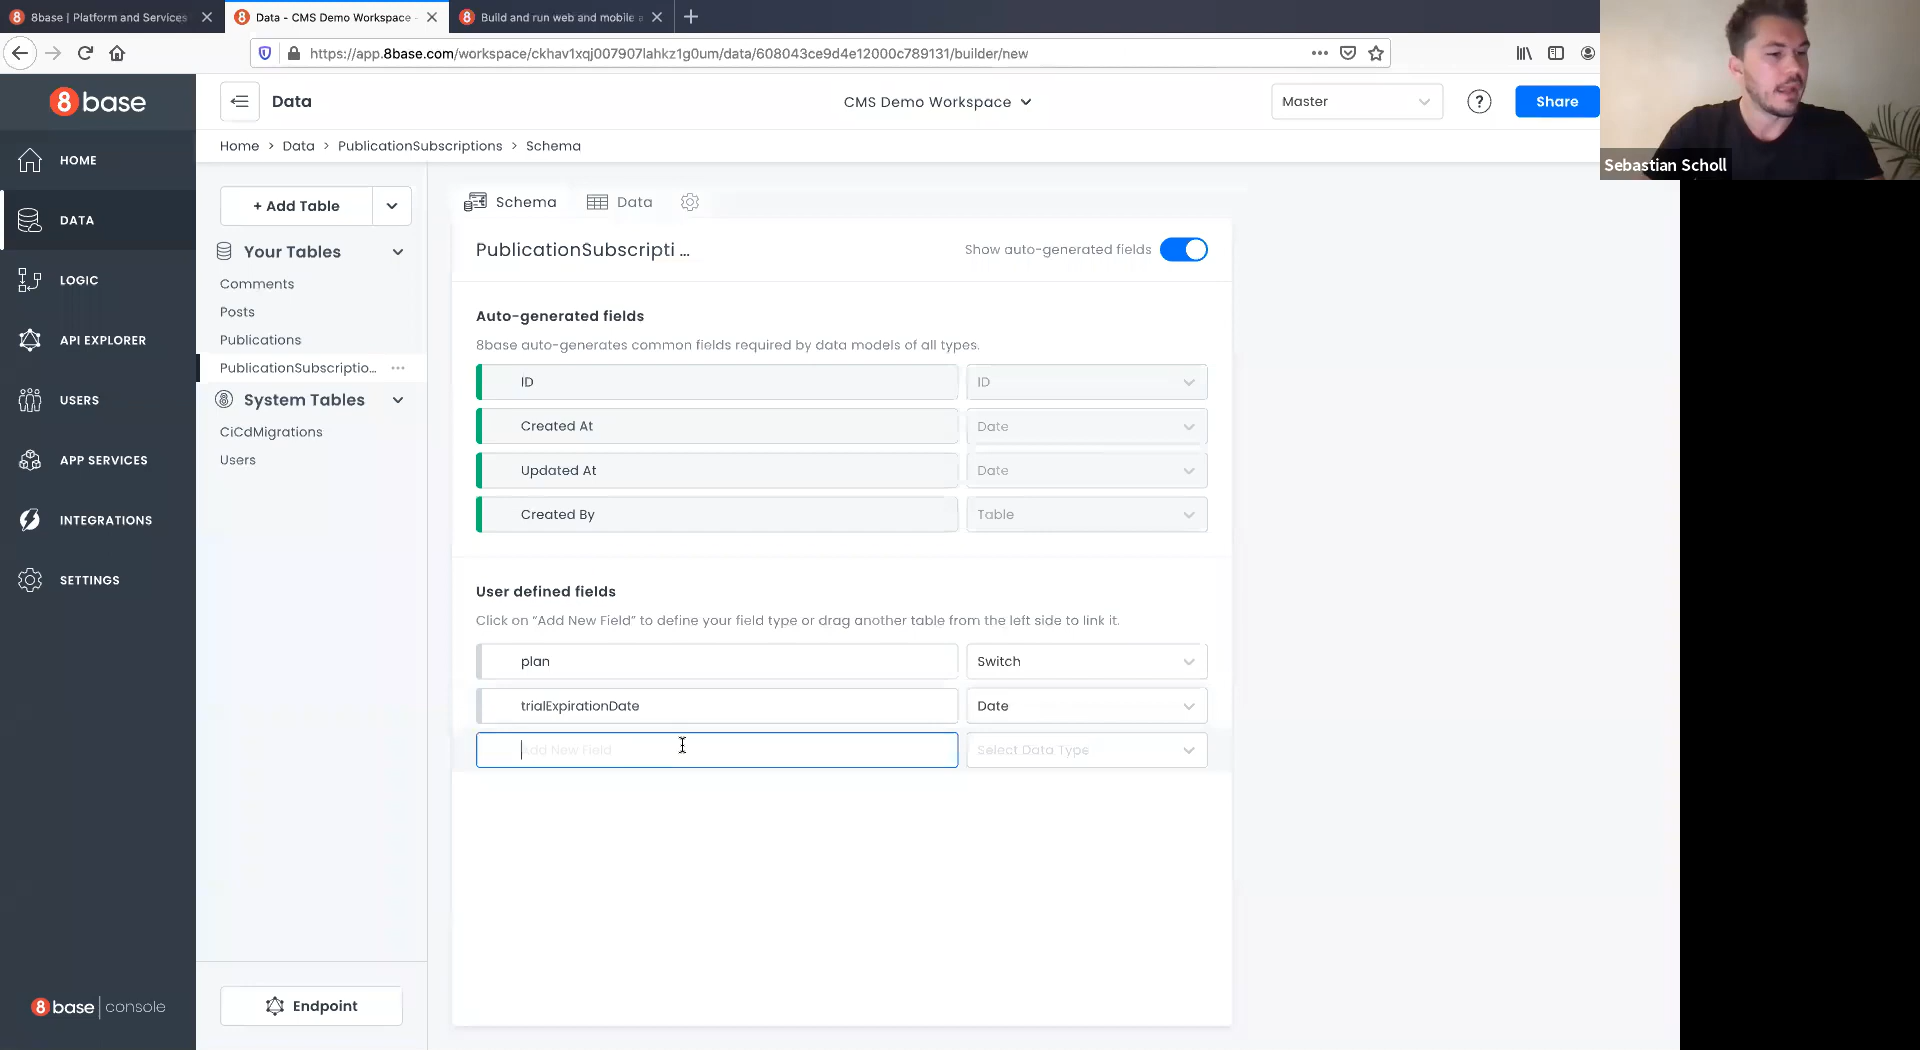 8base | Platform and Services
Data - CMS Demo Workspace -
Build and run web and mobile
https://app.8base.com/workspace/ckhav1xqj007907lahkz1g0um/data/608043ce9d4e12000c789131/builder/new
8base
Data
CMS Demo Workspace
Master
?
Share
Sebastian Scholl
Home > Data > PublicationSubscriptions > Schema
HOME
DATA
LOGIC
API EXPLORER
USERS
APP SERVICES
INTEGRATIONS
SETTINGS
8base | console
+ Add Table
Your Tables
Comments
Posts
Publications
PublicationSubscriptio...
System Tables
CiCdMigrations
Users
Endpoint
Schema
Data
PublicationSubscripti ...
Show auto-generated fields
Auto-generated fields
8base auto-generates common fields required by data models of all types.
ID
ID
Created At
Date
Updated At
Date
Created By
Table
User defined fields
Click on “Add New Field” to define your field type or drag another table from the left side to link it.
plan
Switch
trialExpirationDate
Date
Add New Field
Select Data Type